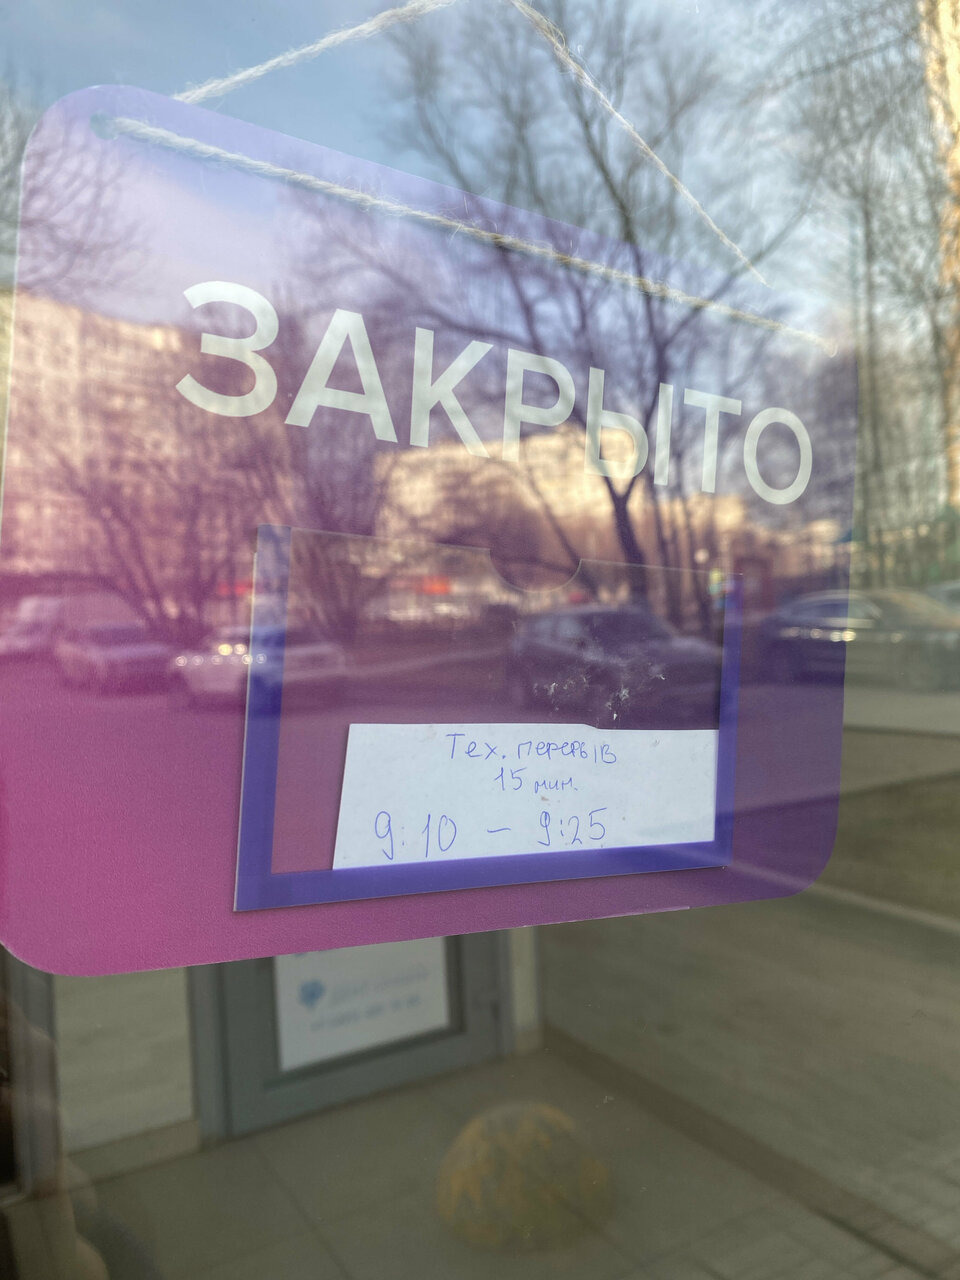 ЗАКРЫТО
Тех. перерыв
15 мин.
9:10 – 9:25